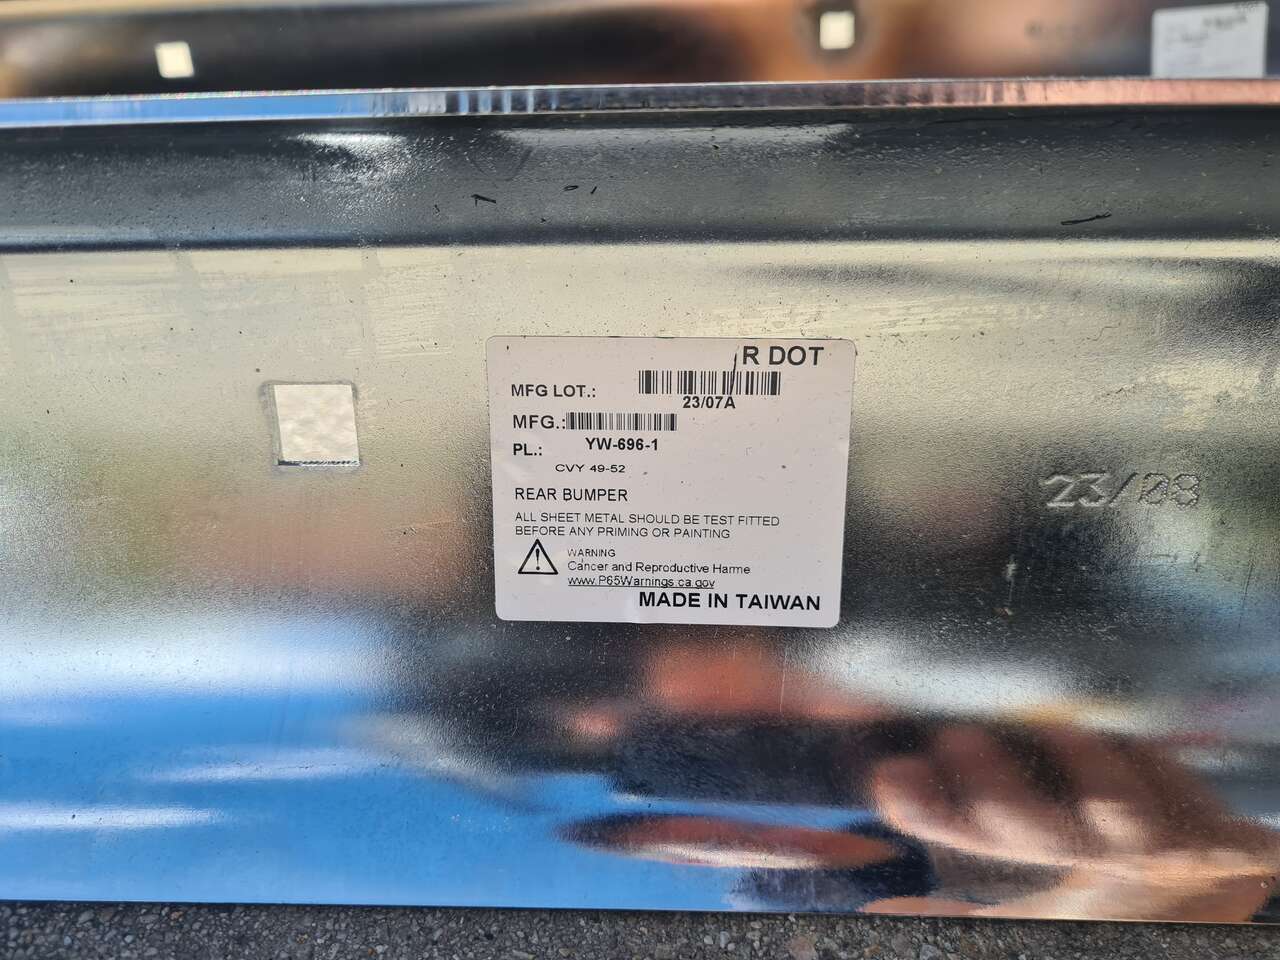 R DOT
MFG LOT.:
23/07A
MFG.:
YW-696-1
PL.:
CVY 49-52
REAR BUMPER
ALL SHEET METAL SHOULD BE TEST FITTED
BEFORE ANY PRIMING OR PAINTING
WARNING
Cancer and Reproductive Harme
www.P65Warnings.ca.gov
MADE IN TAIWAN
23/08